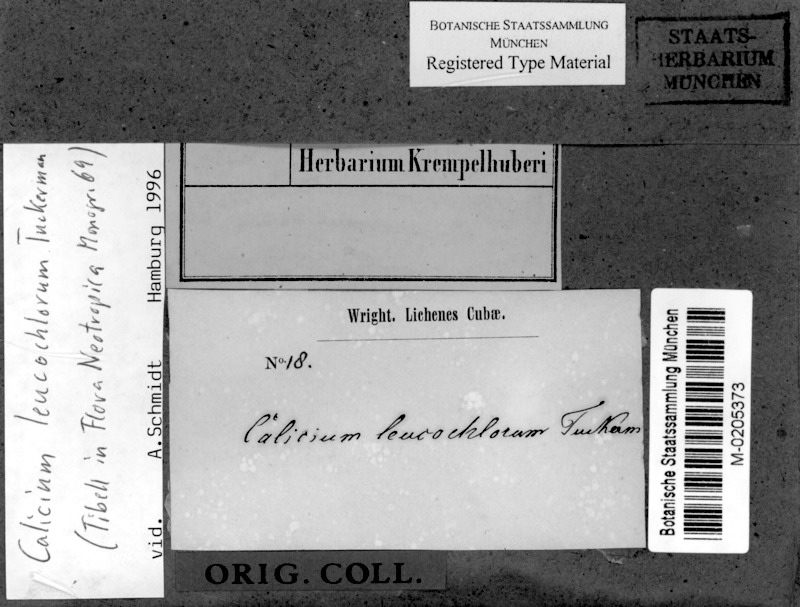 BOTANISCHE STAATSSAMMLUNG
MÜNCHEN
Registered Type Material
STAATS-
HERBARIUM
MÜNCHEN
Calicium leucochlorum Tuckerman
(Tibell in Flora Neotropica Monogr. 69)
vid. A.Schmidt Hamburg 1996
Herbarium Krempelhuberi
Wright. Lichenes Cubæ.
No. 18.
Calicium leucochlorum Tuckerm
Botanische Staatssammlung München
M-0205373
ORIG. COLL.